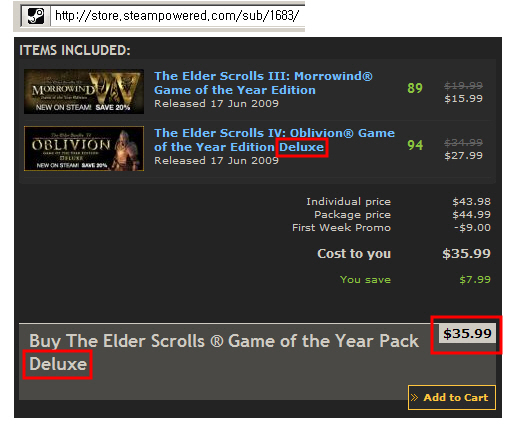 http://store.steampowered.com/sub/1683/
ITEMS INCLUDED:
MORROWIND
NEW ON STEAM! SAVE 20%
The Elder Scrolls III: Morrowind®
Game of the Year Edition
Released 17 Jun 2009
89
$19.99
$15.99
OBLIVION
DELUXE
NEW ON STEAM! SAVE 20%
The Elder Scrolls IV: Oblivion® Game
of the Year Edition Deluxe
Released 17 Jun 2009
94
$34.99
$27.99
Individual price $43.98
Package price $44.99
First Week Promo -$9.00
Cost to you $35.99
You save $7.99
$35.99
Buy The Elder Scrolls ® Game of the Year Pack
Deluxe
» Add to Cart